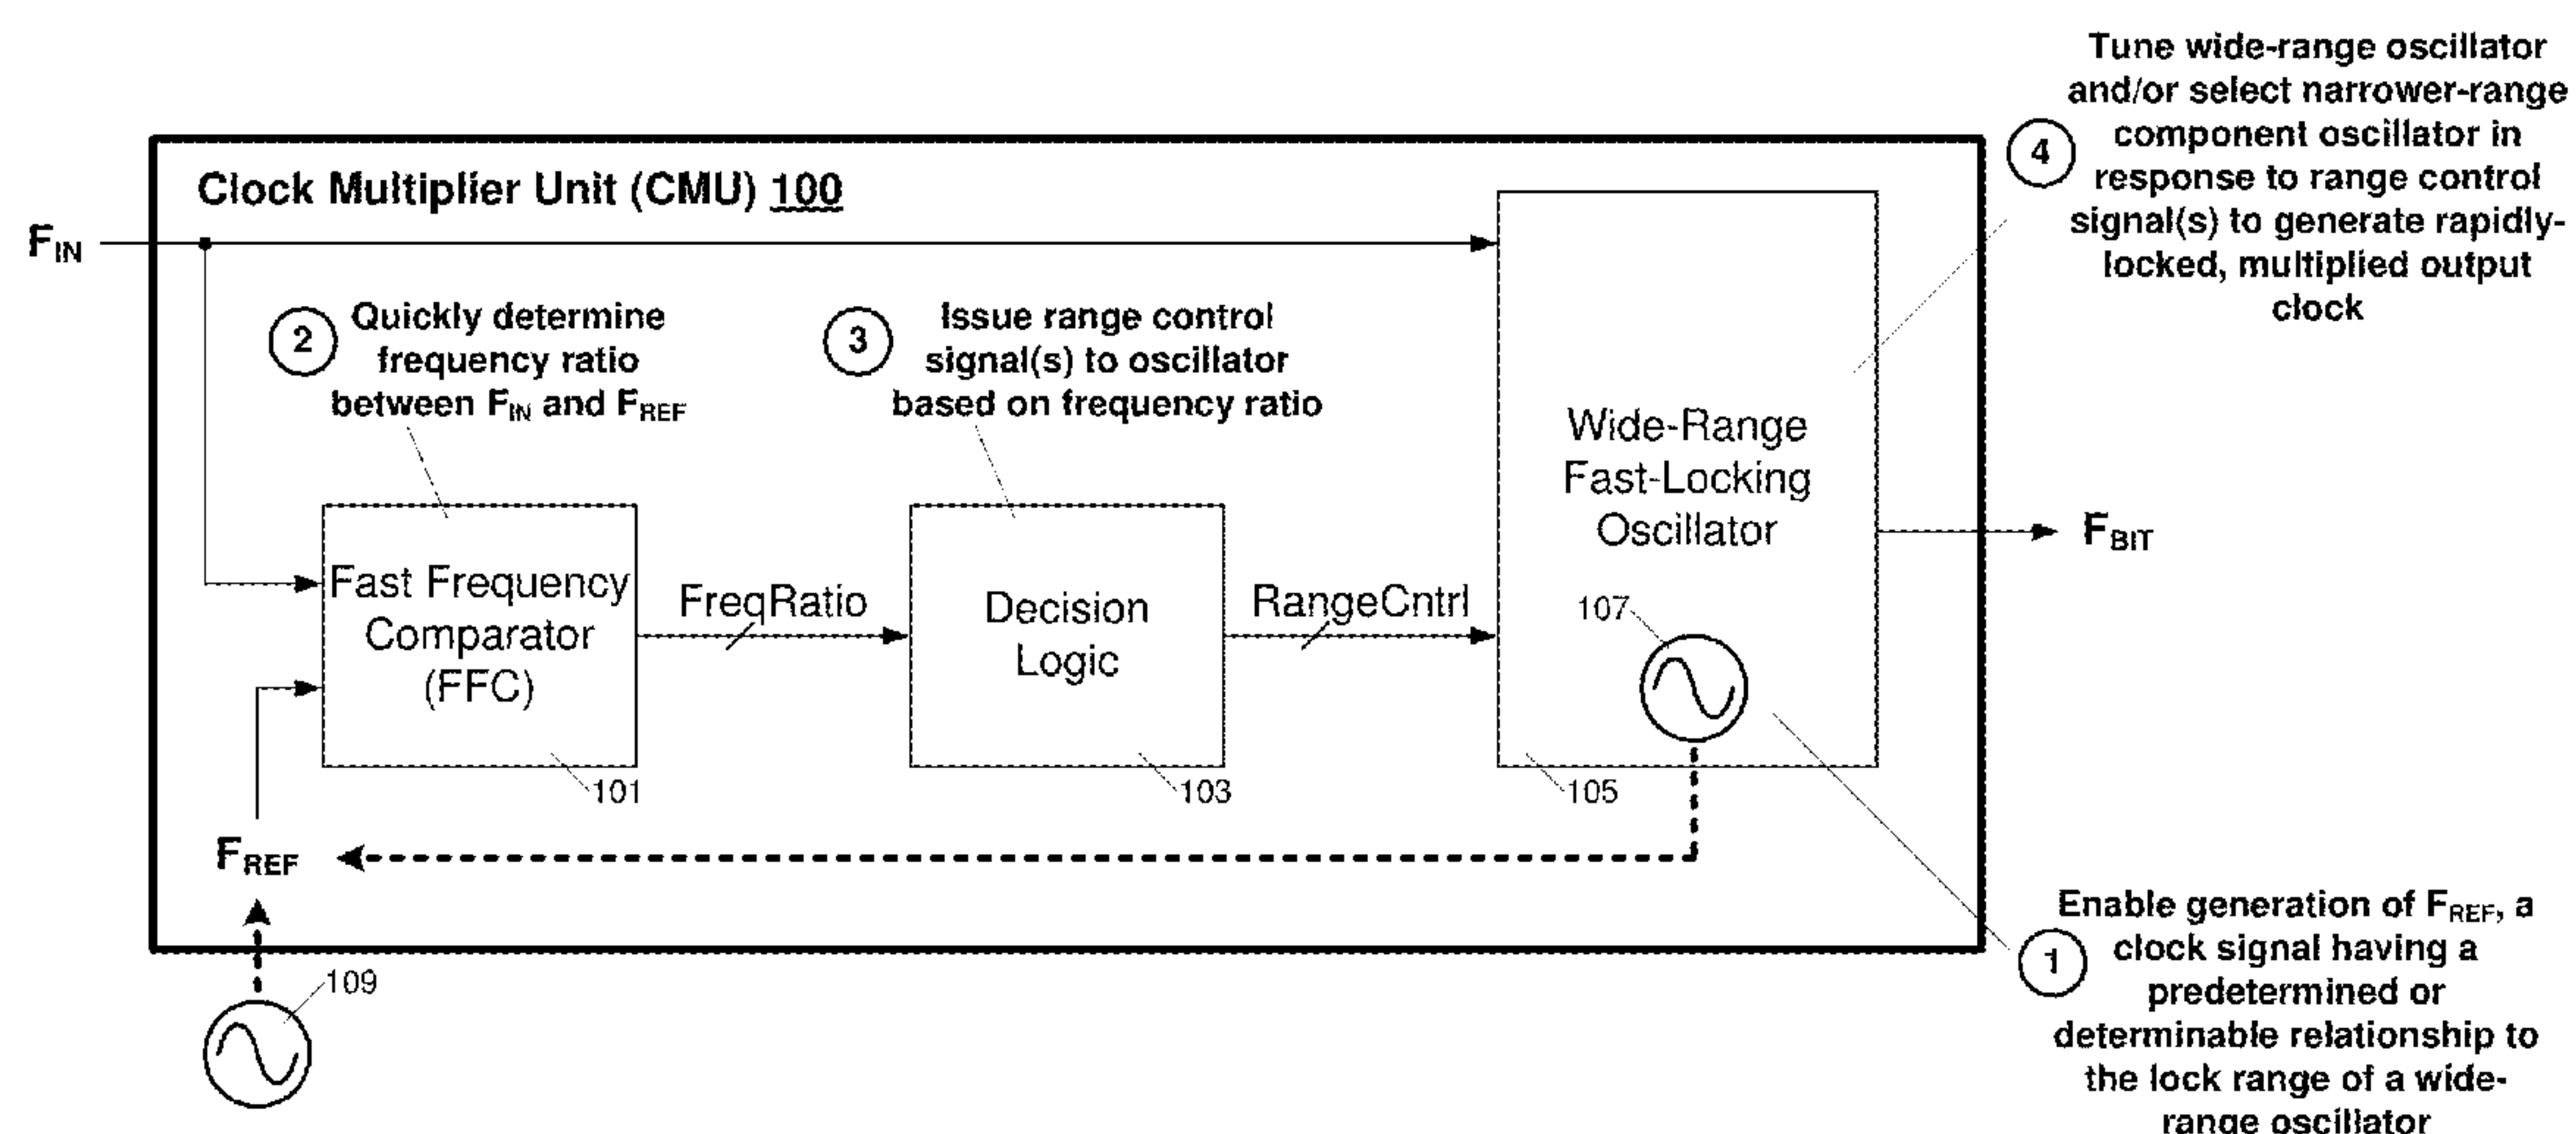 Tune wide-range oscillator
and/or select narrower-range
component oscillator in
response to range control
signal(s) to generate rapidly-
locked, multiplied output
clock
4
Clock Multiplier Unit (CMU) 100
FIN
2
Quickly determine
frequency ratio
between FIN and FREF
3
Issue range control
signal(s) to oscillator
based on frequency ratio
Wide-Range
Fast-Locking
Oscillator
FBIT
Fast Frequency
Comparator
(FFC)
FreqRatio
Decision
Logic
RangeCntrl
107
101
103
105
FREF
109
1
Enable generation of FREF, a
clock signal having a
predetermined or
determinable relationship to
the lock range of a wide-
range oscillator